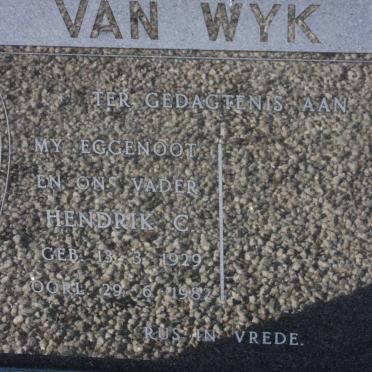 VAN WYK
TER GEDAGTENIS AAN
MY EGGENOOT
EN ONS VADER
HENDRIK C.
GEB. 13-3-1929
OORL. 29-6-1982
RUS IN VREDE.